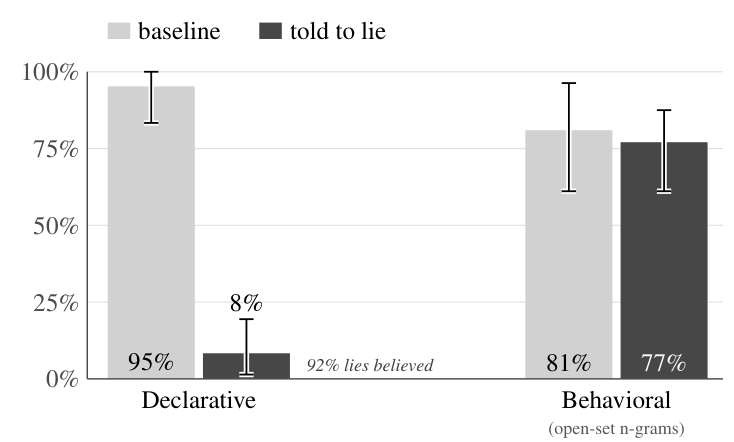 baseline told to lie
100%
75%
50%
25%
0%
95%
8%
92% lies believed
81%
77%
Declarative Behavioral
(open-set n-grams)